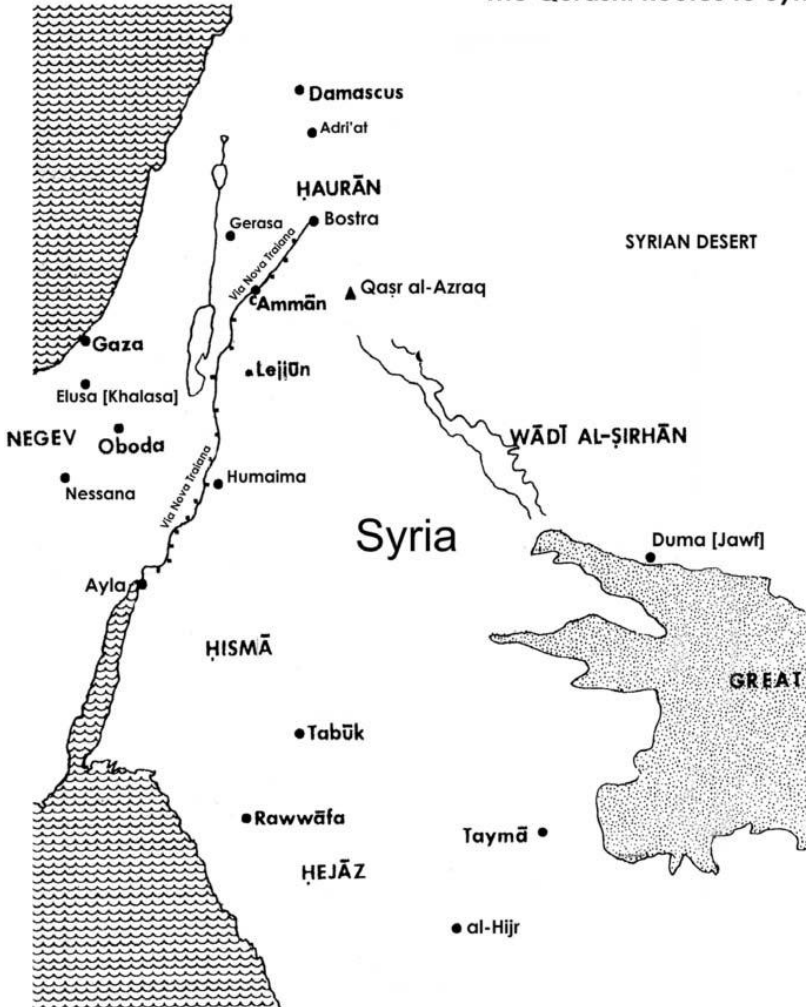 Damascus
Adri'at
ḤAURĀN
Gerasa
Bostra
SYRIAN DESERT
Via Nova Traiana
ʿAmmān
Qaṣr al-Azraq
Gaza
Lejjūn
Elusa [Khalasa]
NEGEV
Oboda
WĀDĪ AL-ṢIRHĀN
Nessana
Via Nova Traiana
Humaima
Syria
Duma [Jawf]
Ayla
ḤISMĀ
GREAT
Tabūk
Rawwāfa
Taymā
ḤEJĀZ
al-Hijr